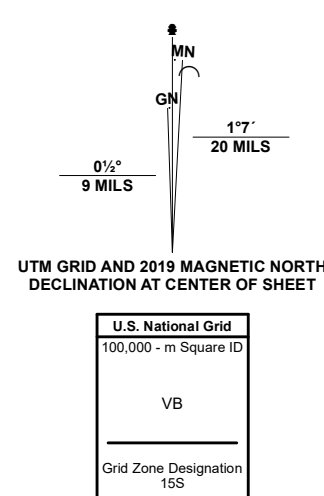 MN
GN
1°7´
20 MILS
0½°
9 MILS
UTM GRID AND 2019 MAGNETIC NORTH
DECLINATION AT CENTER OF SHEET
U.S. National Grid
100,000 - m Square ID
VB
Grid Zone Designation
15S